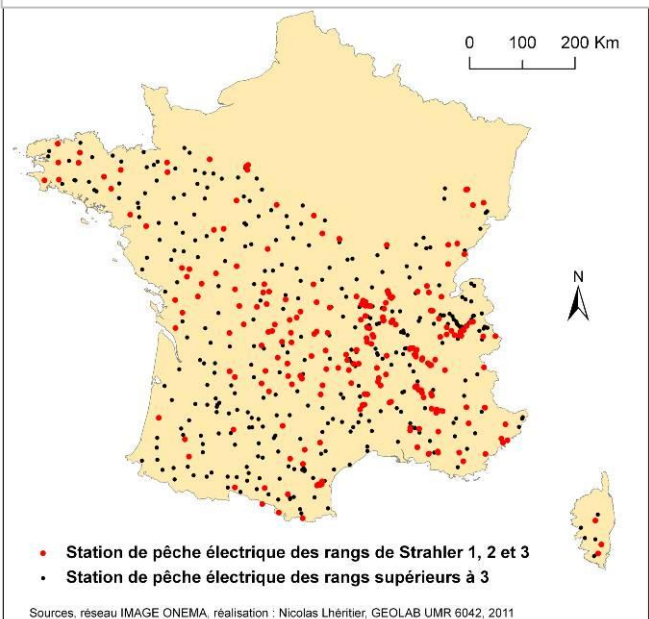 0 100 200 Km
N
Station de pêche électrique des rangs de Strahler 1, 2 et 3
Station de pêche électrique des rangs supérieurs à 3
Sources, réseau IMAGE ONEMA, réalisation : Nicolas Lhéritier, GEOLAB UMR 6042, 2011